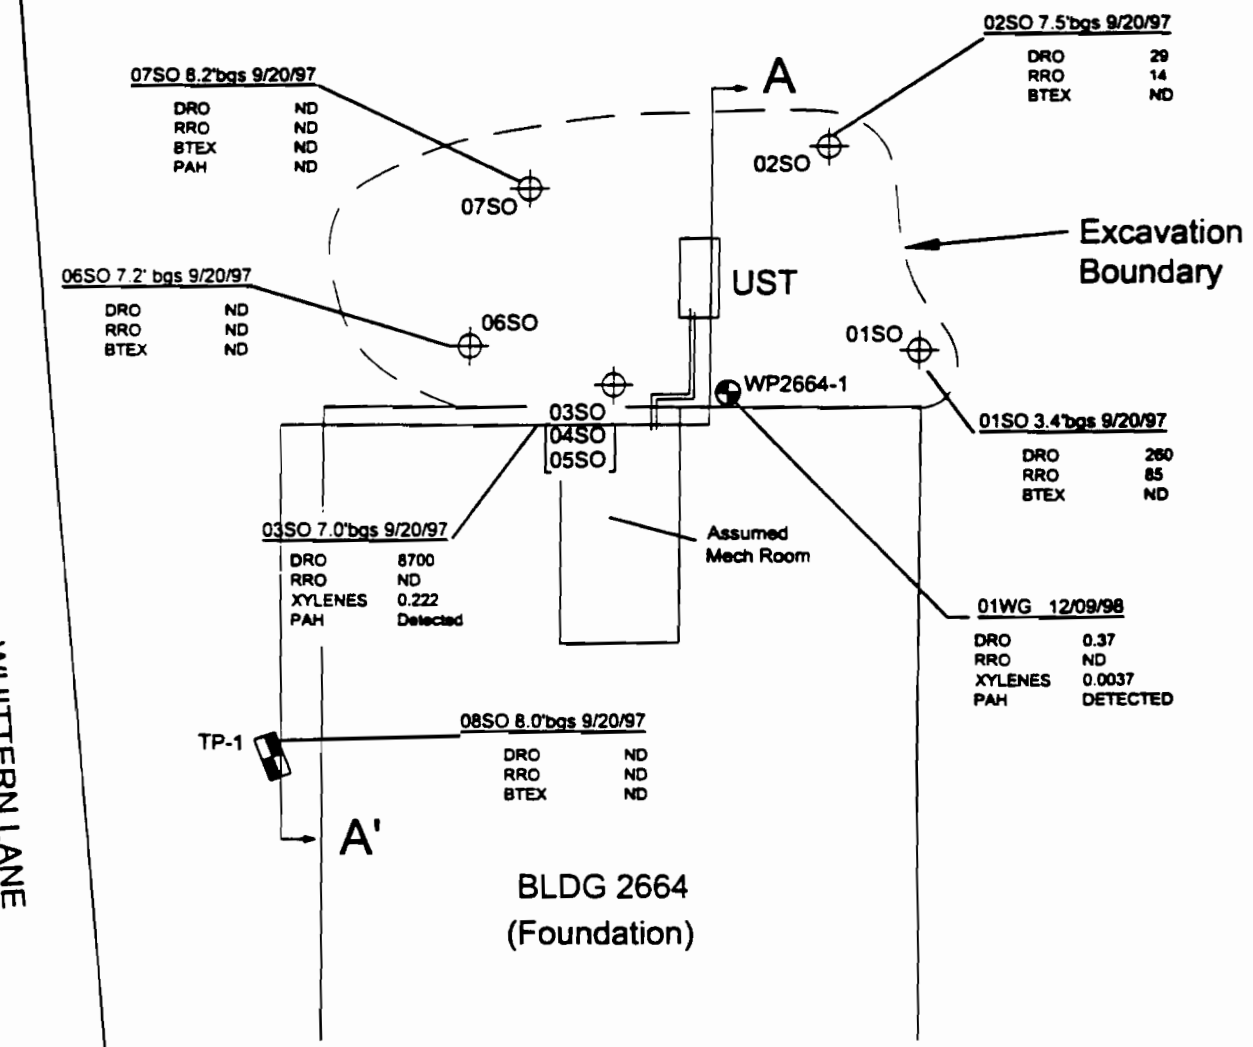 02SO 7.5'bgs 9/20/97
DRO 29
RRO 14
BTEX ND
07SO 8.2'bgs 9/20/97
DRO ND
RRO ND
BTEX ND
PAH ND
A
02SO
07SO
Excavation
Boundary
06SO 7.2' bgs 9/20/97
DRO ND
RRO ND
BTEX ND
UST
06SO
01SO
WP2664-1
03SO
04SO
05SO
01SO 3.4'bgs 9/20/97
DRO 260
RRO 85
BTEX ND
03SO 7.0'bgs 9/20/97
DRO 8700
RRO ND
XYLENES 0.222
PAH Detected
Assumed
Mech Room
01WG 12/09/98
DRO 0.37
RRO ND
XYLENES 0.0037
PAH DETECTED
TP-1
08SO 8.0'bgs 9/20/97
DRO ND
RRO ND
BTEX ND
A'
WHITTERN LANE
BLDG 2664
(Foundation)